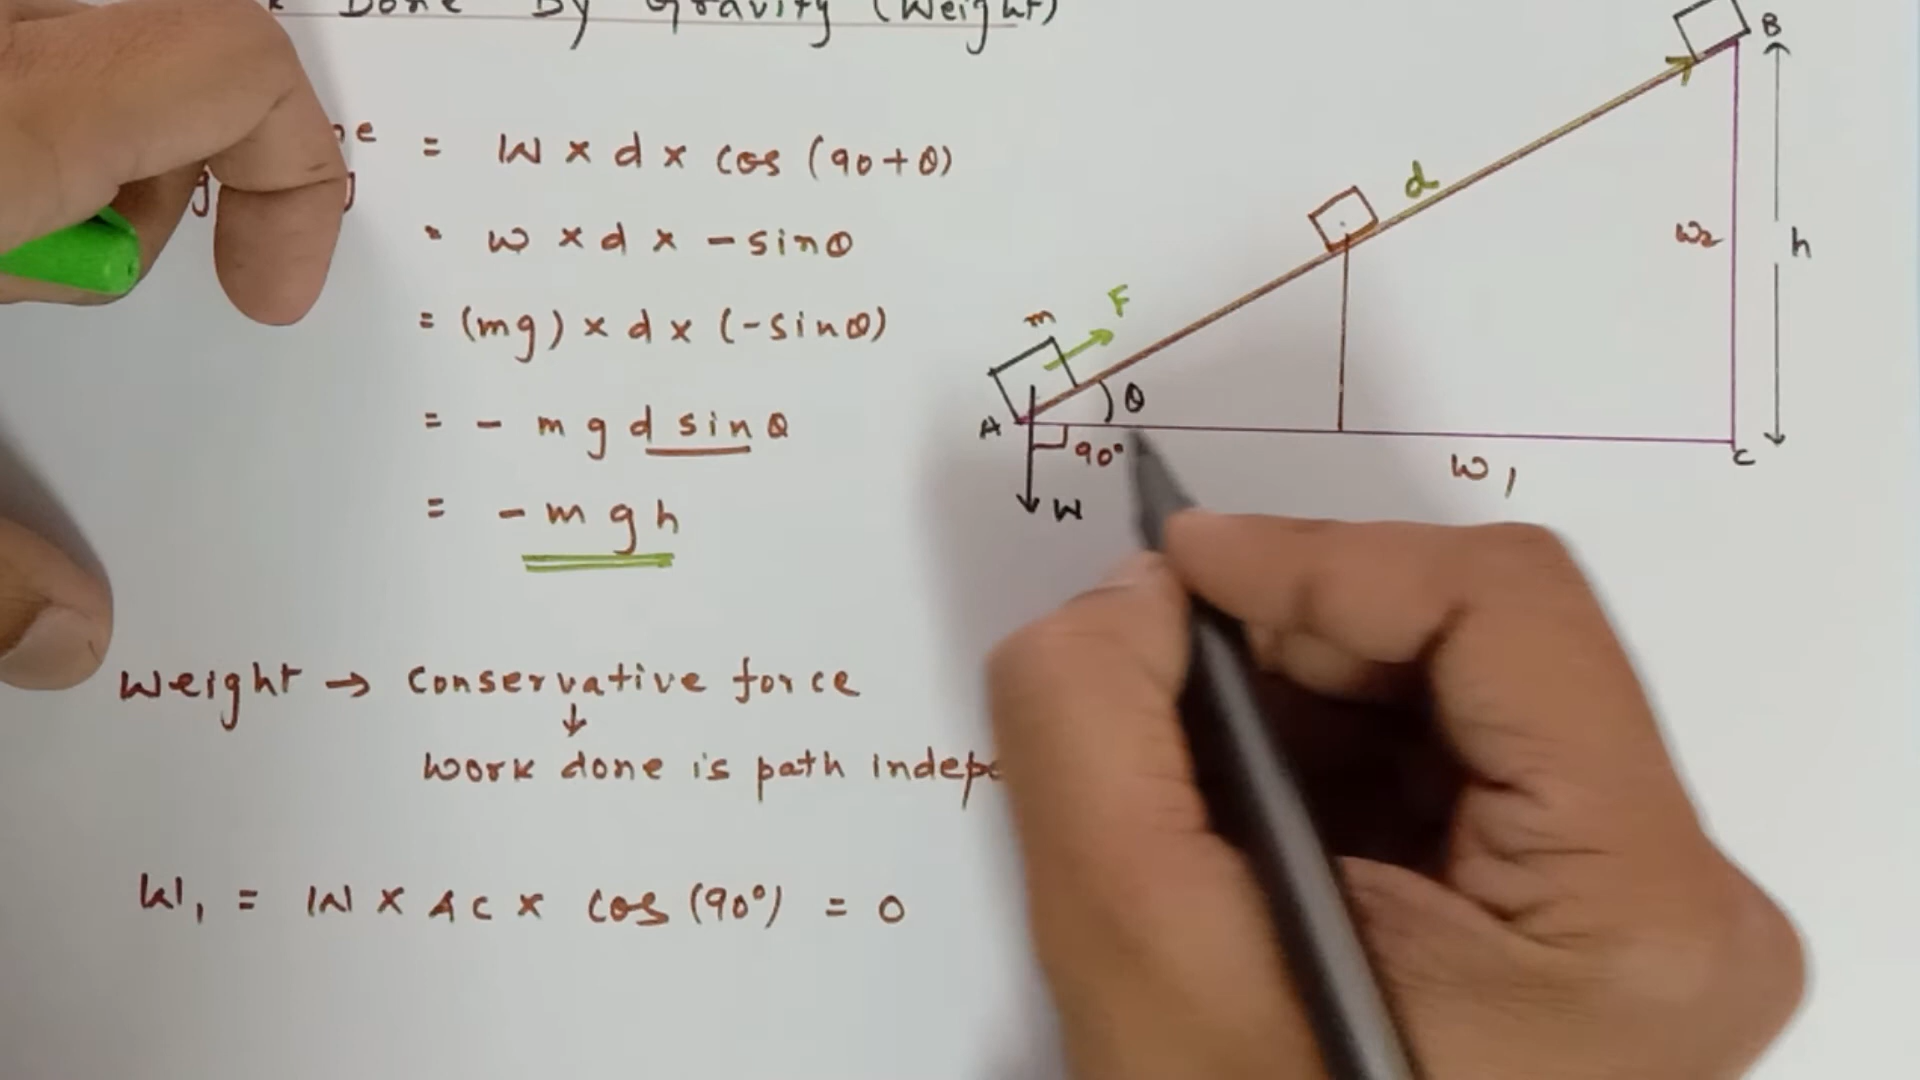 Done By Gravity (Weight)
= W × d × cos (90+θ)
= w × d × - sinθ
= (mg) × d × (-sinθ)
= - m g d sinθ
= - m g h
Weight → Conservative force
↓
work done is path indepe
W₁ = W × AC × cos (90°) = 0
B
d
w₂
h
F
m
θ
A
90°
W
w₁
C